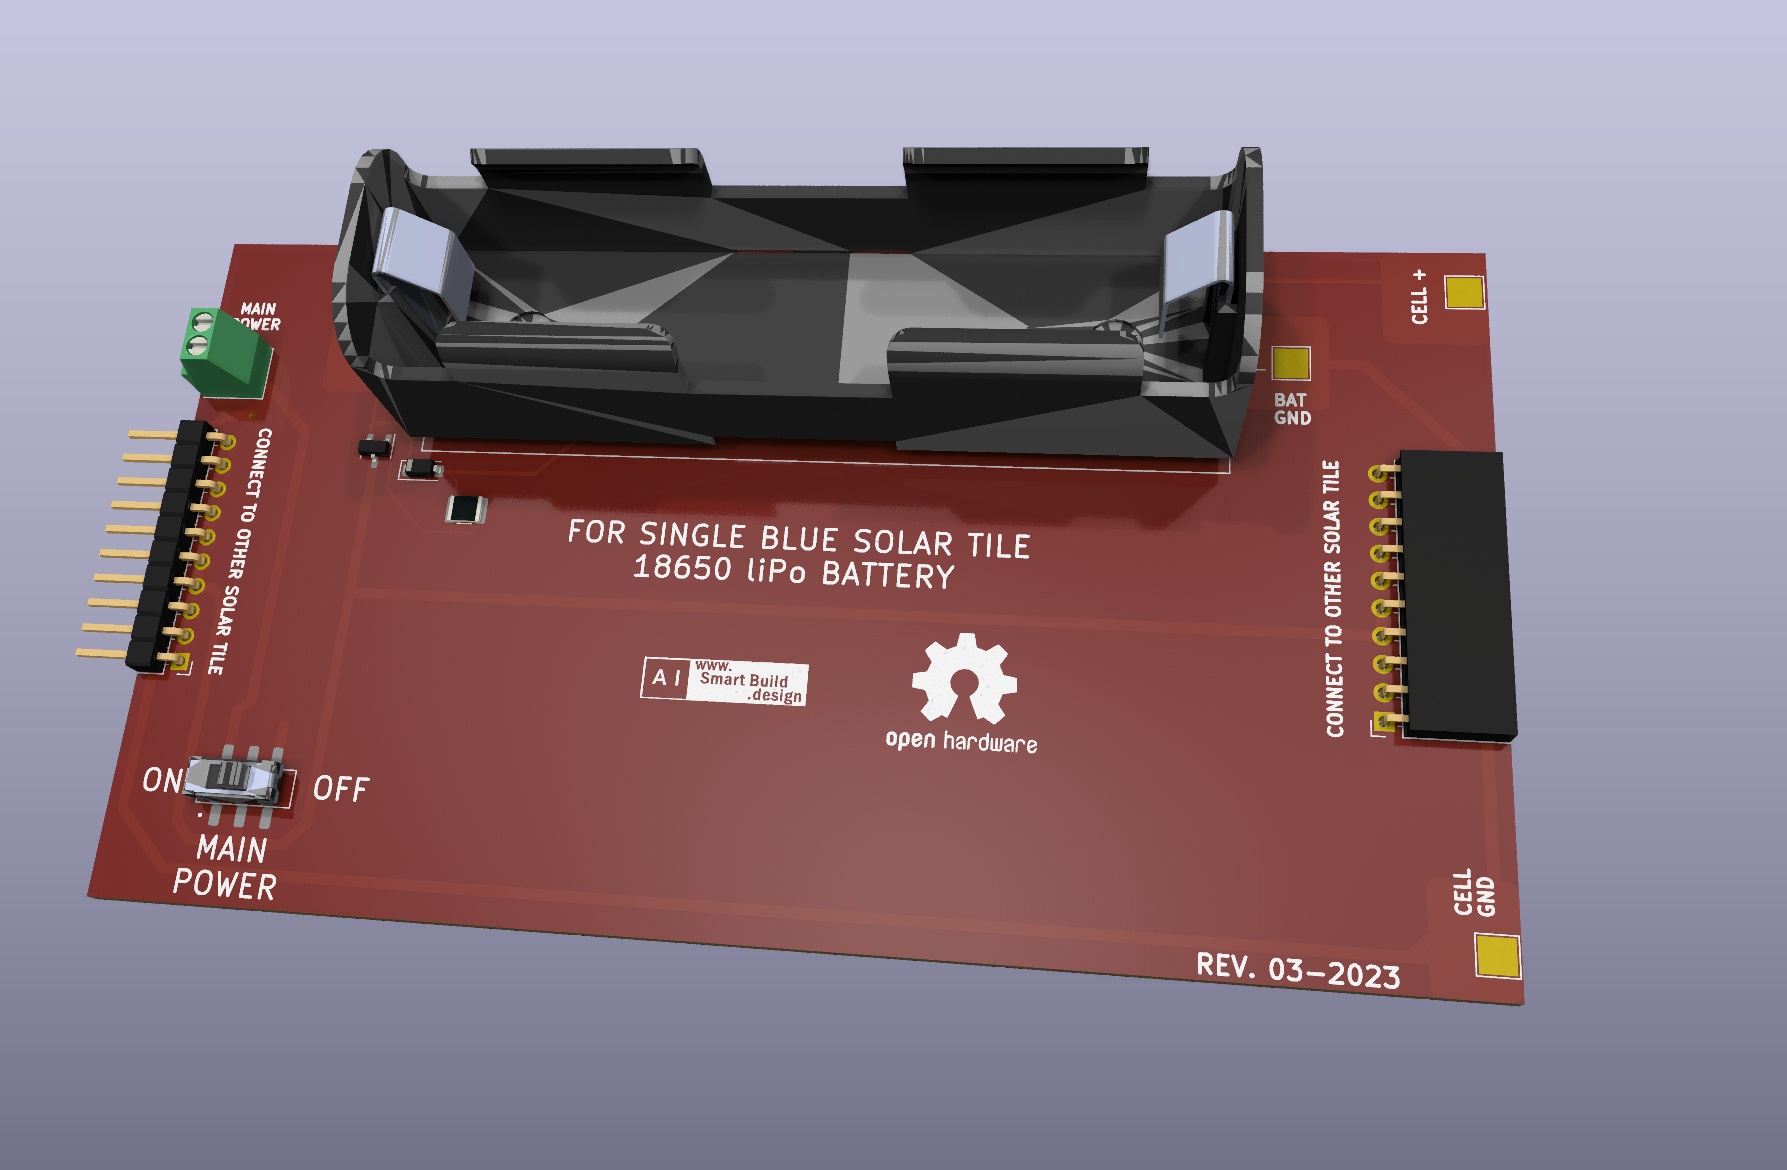 MAIN
POWER
CELL +
BAT
GND
CONNECT TO OTHER SOLAR TILE
CONNECT TO OTHER SOLAR TILE
FOR SINGLE BLUE SOLAR TILE
18650 liPo BATTERY
AI
www.
Smart Build
.design
open hardware
ON
OFF
MAIN
POWER
CELL
GND
REV. 03-2023